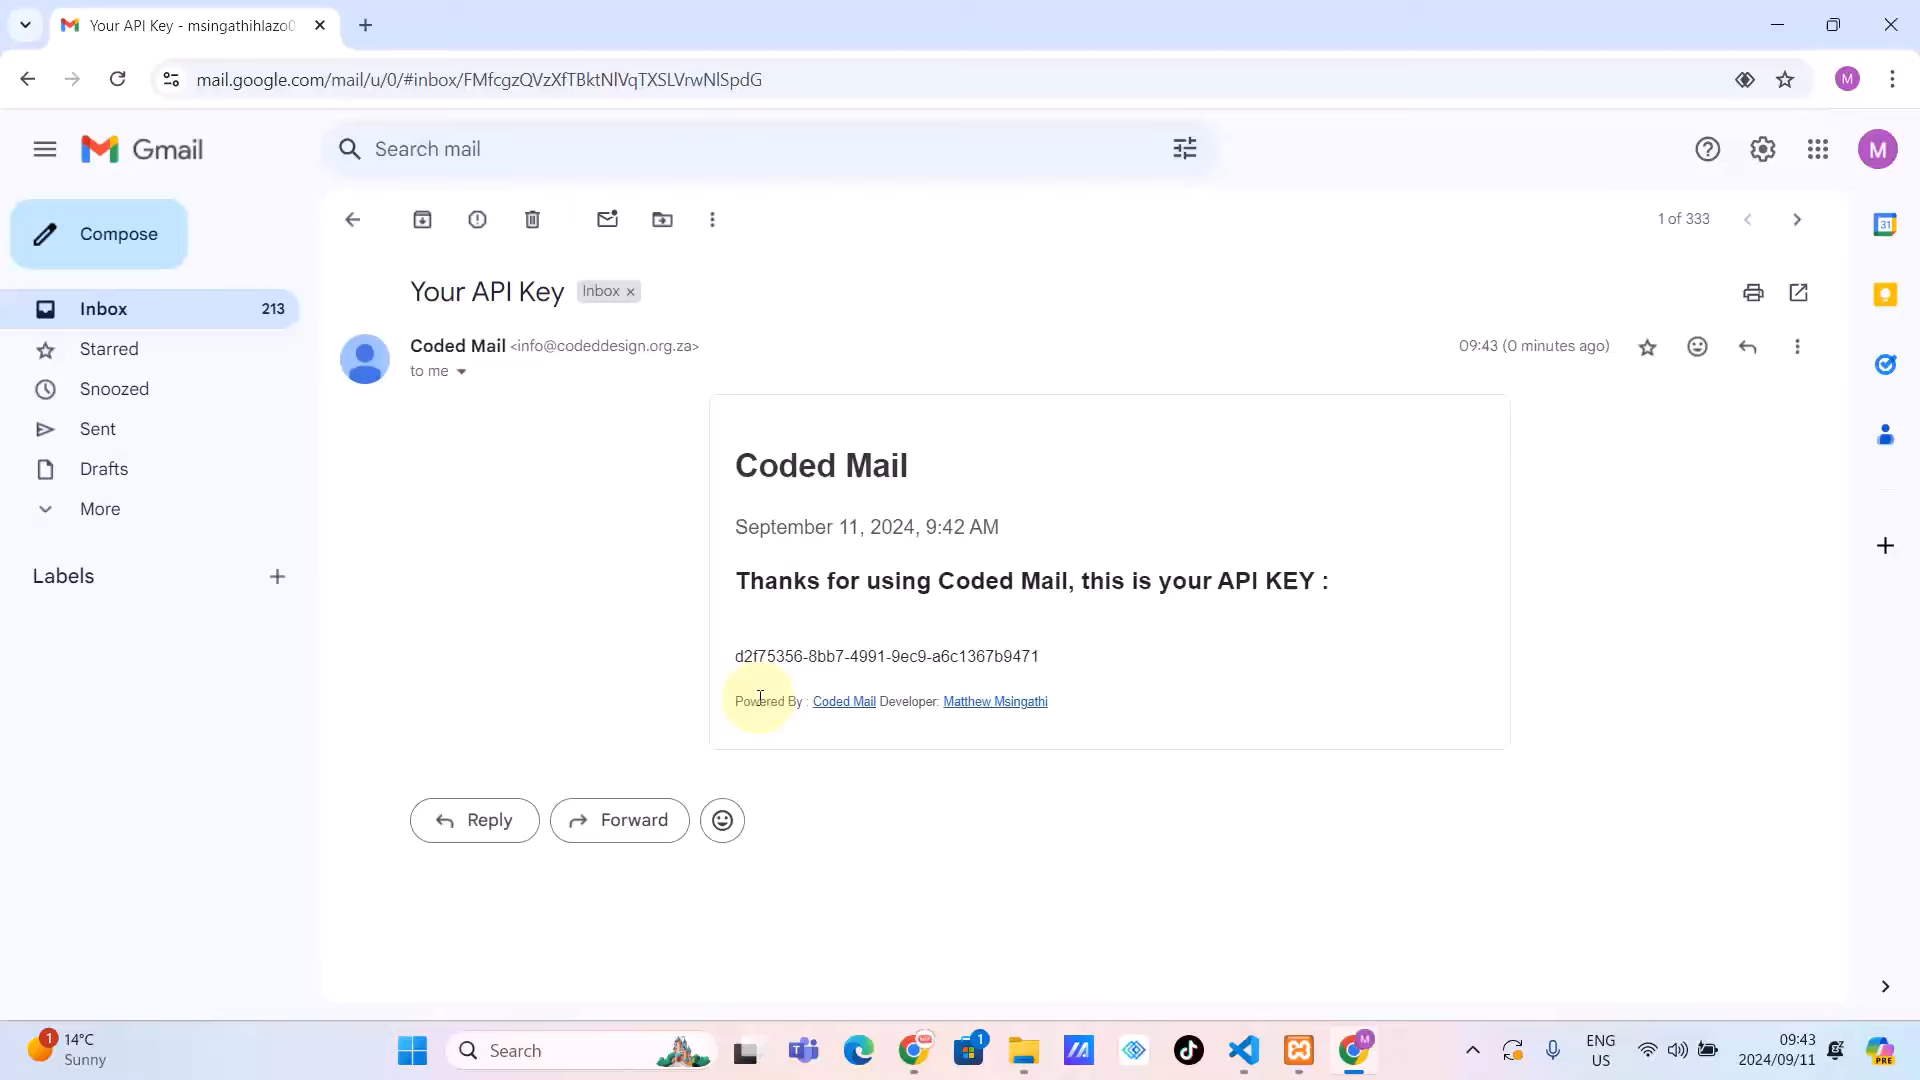 Your API Key - msingathihlazo0
mail.google.com/mail/u/0/#inbox/FMfcgzQVzXfTBktNlVqTXSLVrwNlSpdG
M
Gmail
Search mail
M
Compose
1 of 333
Your API Key
Inbox ×
Inbox 213
Coded Mail <info@codeddesign.org.za>
09:43 (0 minutes ago)
to me
Starred
Snoozed
Sent
Drafts
More
Labels
31
Coded Mail
September 11, 2024, 9:42 AM
Thanks for using Coded Mail, this is your API KEY :
d2f75356-8bb7-4991-9ec9-a6c1367b9471
Powered By : Coded Mail Developer: Matthew Msingathi
Reply
Forward
1
14°C
Sunny
Search
1
M
ENG
US
09:43
2024/09/11
PRE